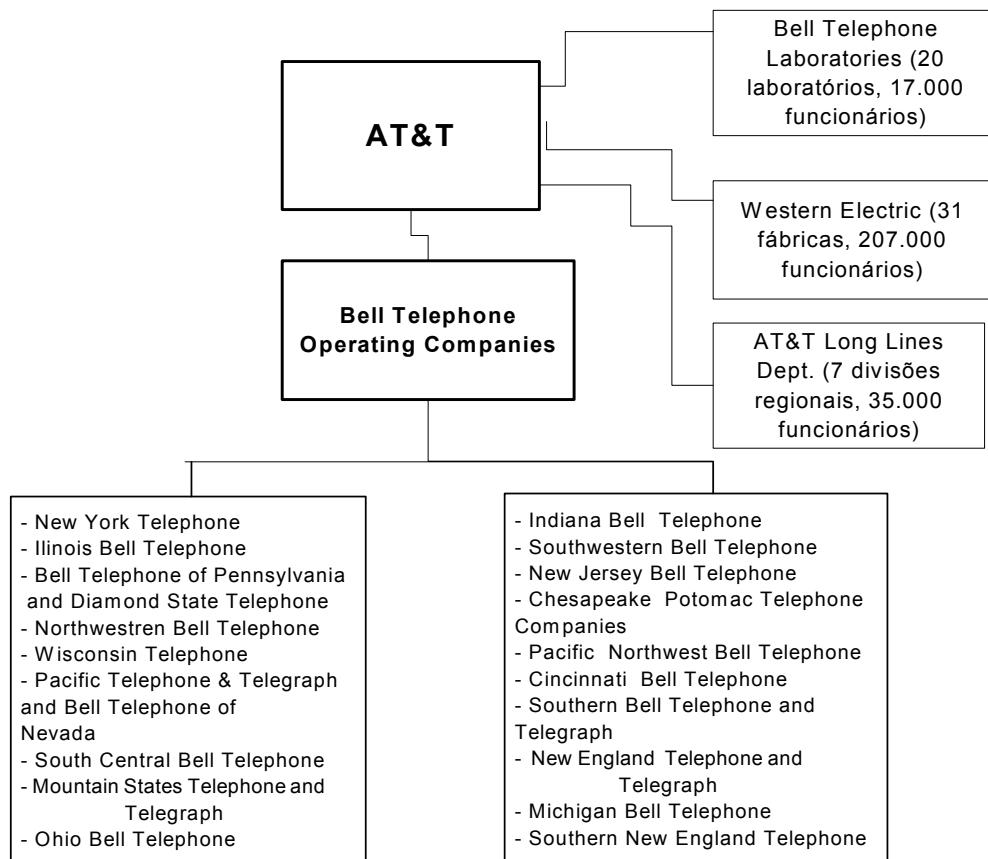 AT&T
Bell Telephone
Laboratories (20
laboratórios, 17.000
funcionários)
Western Electric (31
fábricas, 207.000
funcionários)
AT&T Long Lines
Dept. (7 divisões
regionais, 35.000
funcionários)
Bell Telephone
Operating Companies
- New York Telephone
- Ilinois Bell Telephone
- Bell Telephone of Pennsylvania
and Diamond State Telephone
- Northwestren Bell Telephone
- Wisconsin Telephone
- Pacific Telephone & Telegraph
and Bell Telephone of
Nevada
- South Central Bell Telephone
- Mountain States Telephone and
Telegraph
- Ohio Bell Telephone
- Indiana Bell Telephone
- Southwestern Bell Telephone
- New Jersey Bell Telephone
- Chesapeake Potomac Telephone
Companies
- Pacific Northwest Bell Telephone
- Cincinnati Bell Telephone
- Southern Bell Telephone and
Telegraph
- New England Telephone and
Telegraph
- Michigan Bell Telephone
- Southern New England Telephone